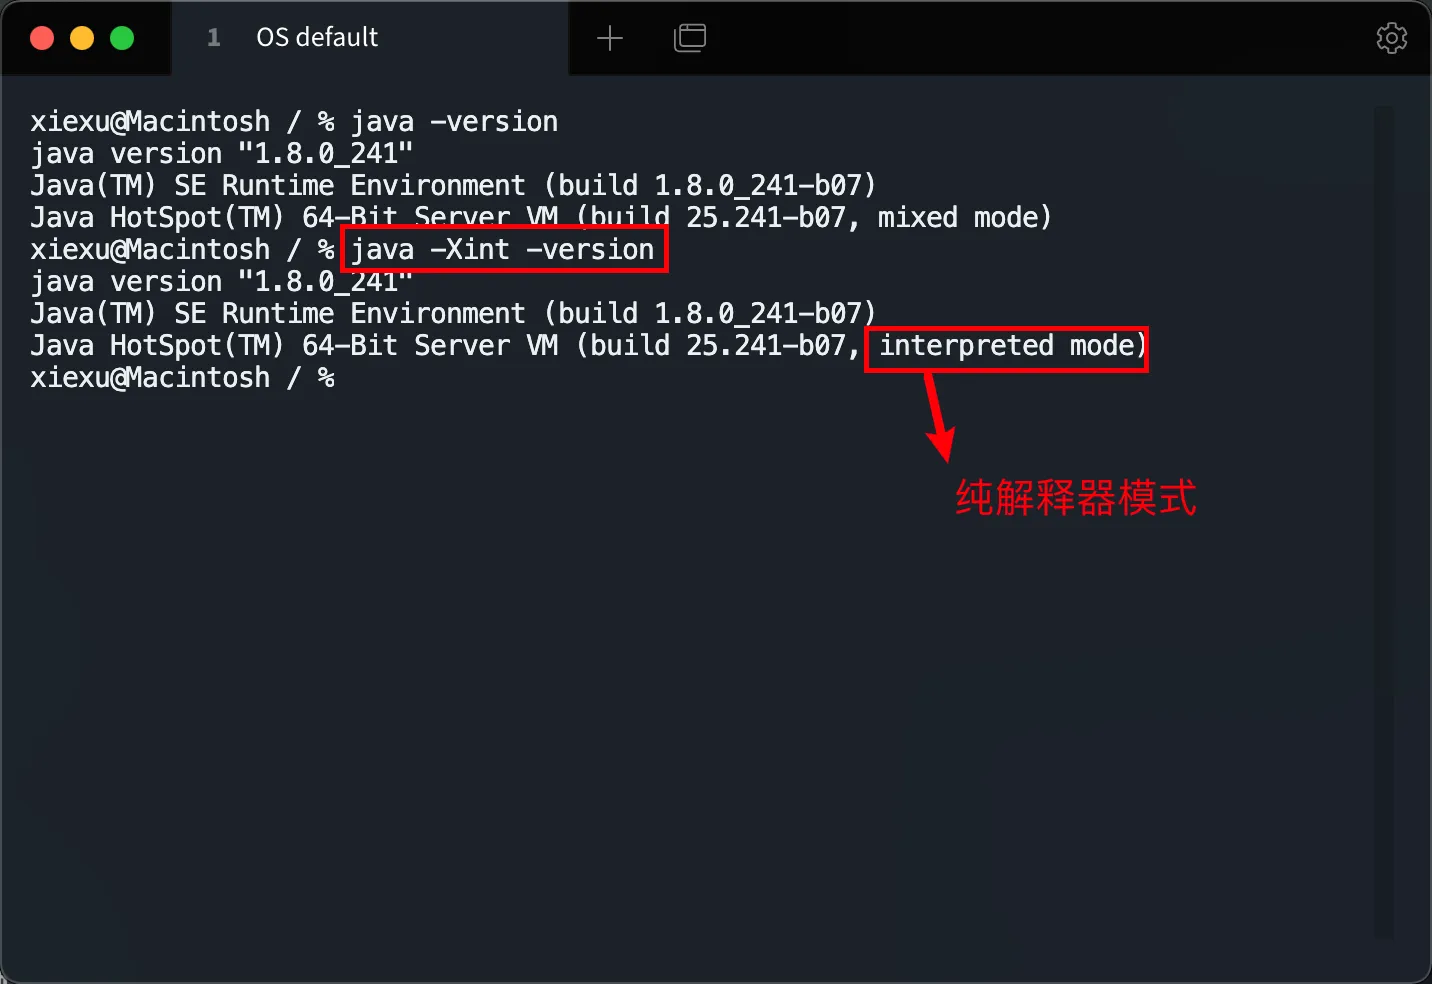 1 OS default
xiexu@Macintosh / % java -version
java version "1.8.0_241"
Java(TM) SE Runtime Environment (build 1.8.0_241-b07)
Java HotSpot(TM) 64-Bit Server VM (build 25.241-b07, mixed mode)
xiexu@Macintosh / % java -Xint -version
java version "1.8.0_241"
Java(TM) SE Runtime Environment (build 1.8.0_241-b07)
Java HotSpot(TM) 64-Bit Server VM (build 25.241-b07, interpreted mode)
xiexu@Macintosh / %
纯解释器模式